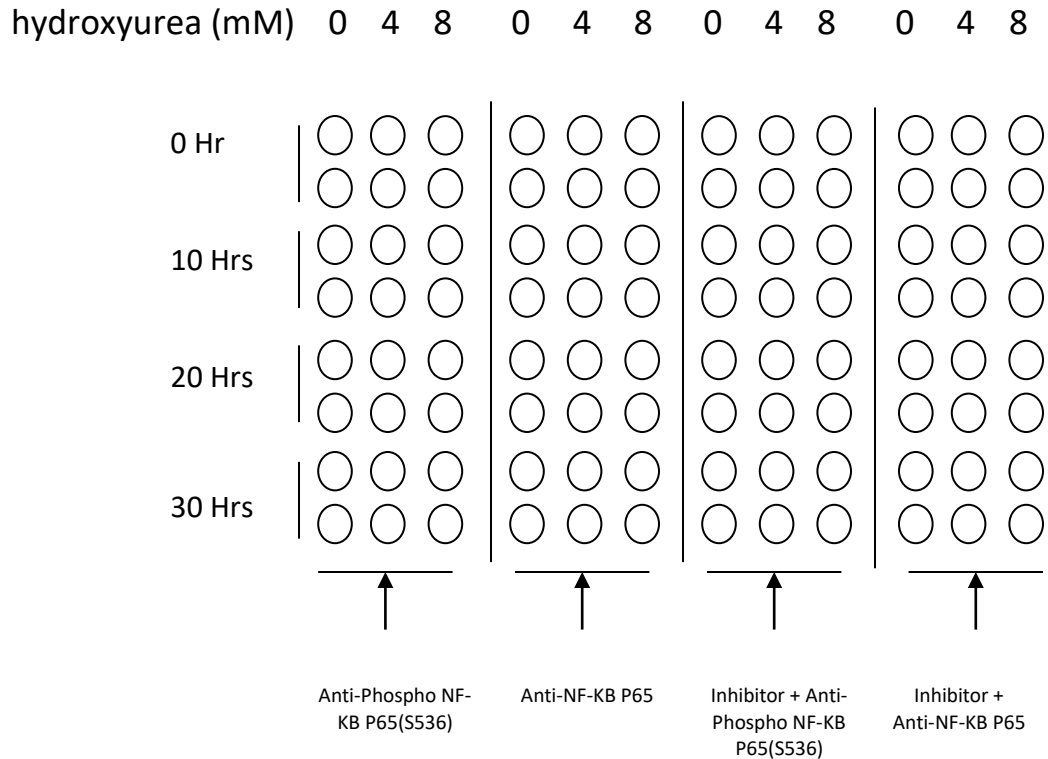 hydroxyurea (mM) 0 4 8 0 4 8 0 4 8 0 4 8
0 Hr
10 Hrs
20 Hrs
30 Hrs
Anti-Phospho NF-
KB P65(S536)
Anti-NF-KB P65
Inhibitor + Anti-
Phospho NF-KB
P65(S536)
Inhibitor +
Anti-NF-KB P65